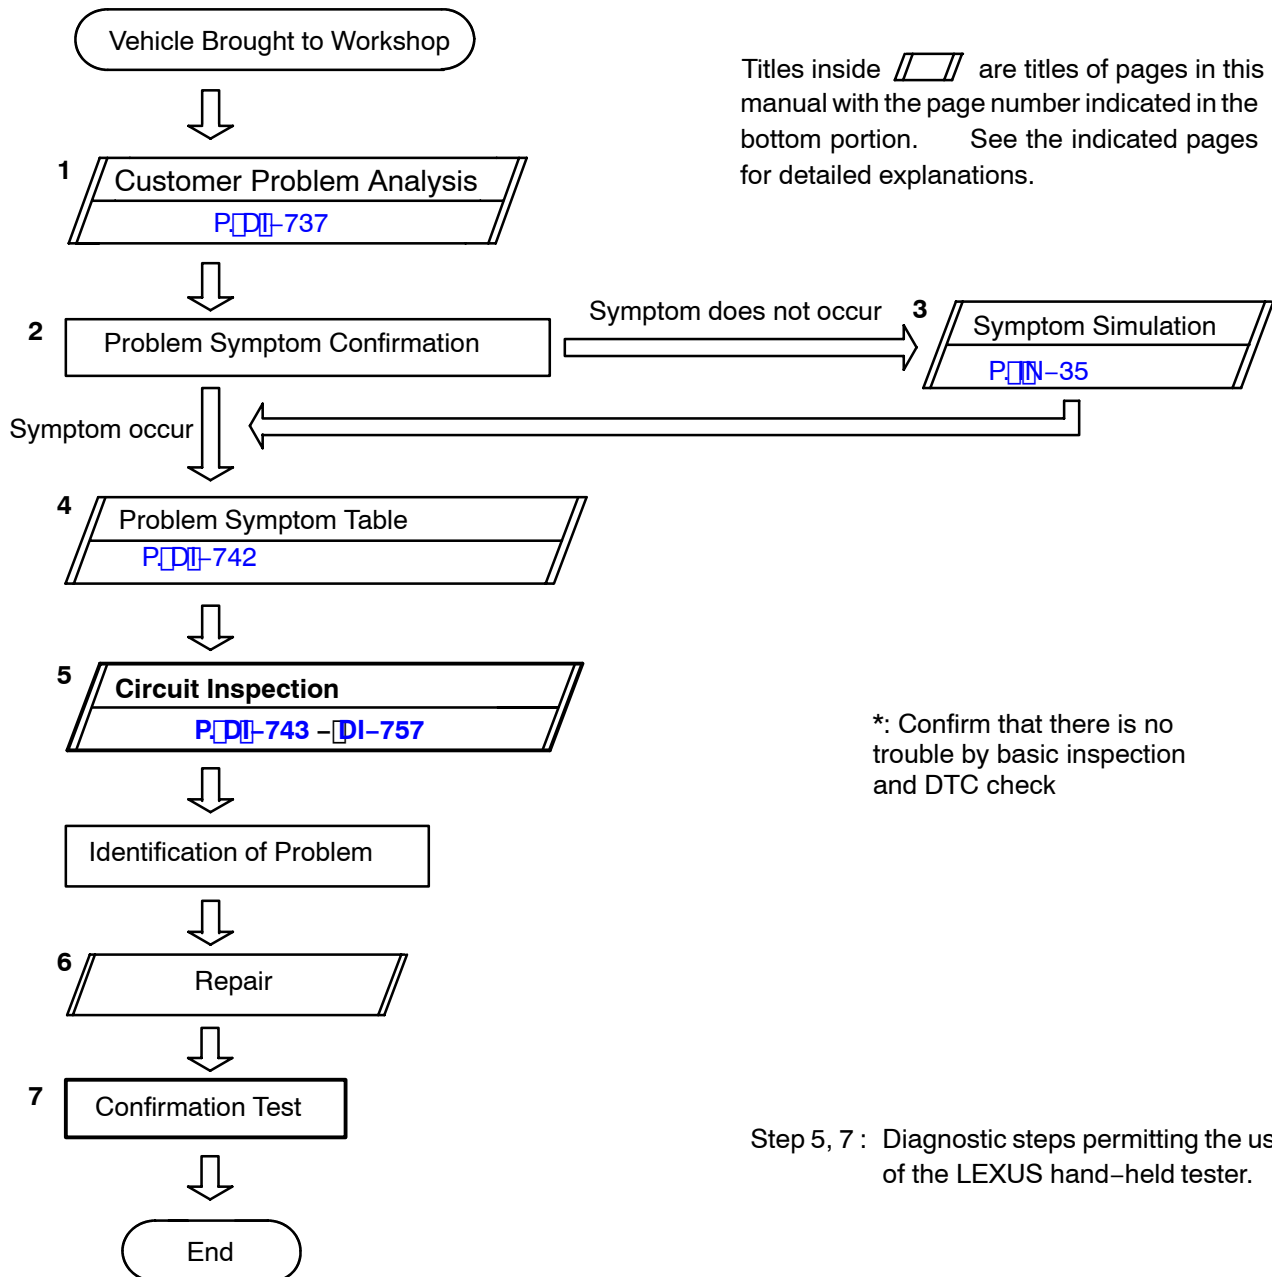 Vehicle Brought to Workshop
Titles inside are titles of pages in this
manual with the page number indicated in the
bottom portion. See the indicated pages
for detailed explanations.
1
Customer Problem Analysis
P. DI–737
2
Problem Symptom Confirmation
Symptom does not occur
3
Symptom Simulation
P. IN–35
Symptom occur
4
Problem Symptom Table
P. DI–742
5
Circuit Inspection
P. DI–743 – DI–757
*: Confirm that there is no
trouble by basic inspection
and DTC check
Identification of Problem
6
Repair
7
Confirmation Test
Step 5, 7 : Diagnostic steps permitting the us
of the LEXUS hand–held tester.
End